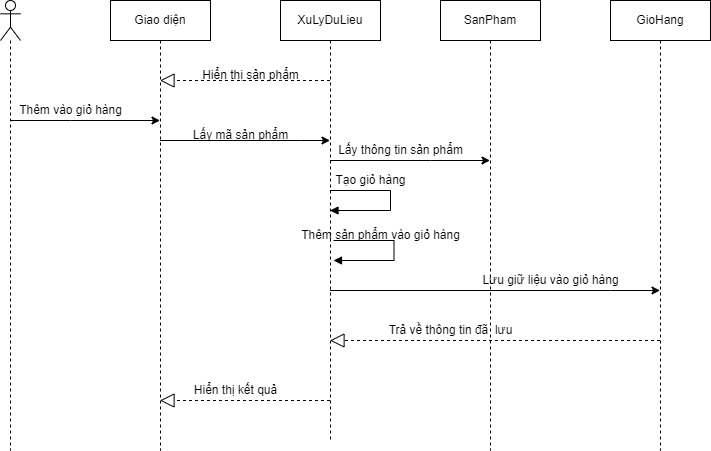 Giao diện
XuLyDuLieu
SanPham
GioHang
Hiển thị sản phẩm
Thêm vào giỏ hàng
Lấy mã sản phẩm
Lấy thông tin sản phẩm
Tạo giỏ hàng
Thêm sản phẩm vào giỏ hàng
Lưu giữ liệu vào giỏ hàng
Trả về thông tin đã lưu
Hiển thị kết quả